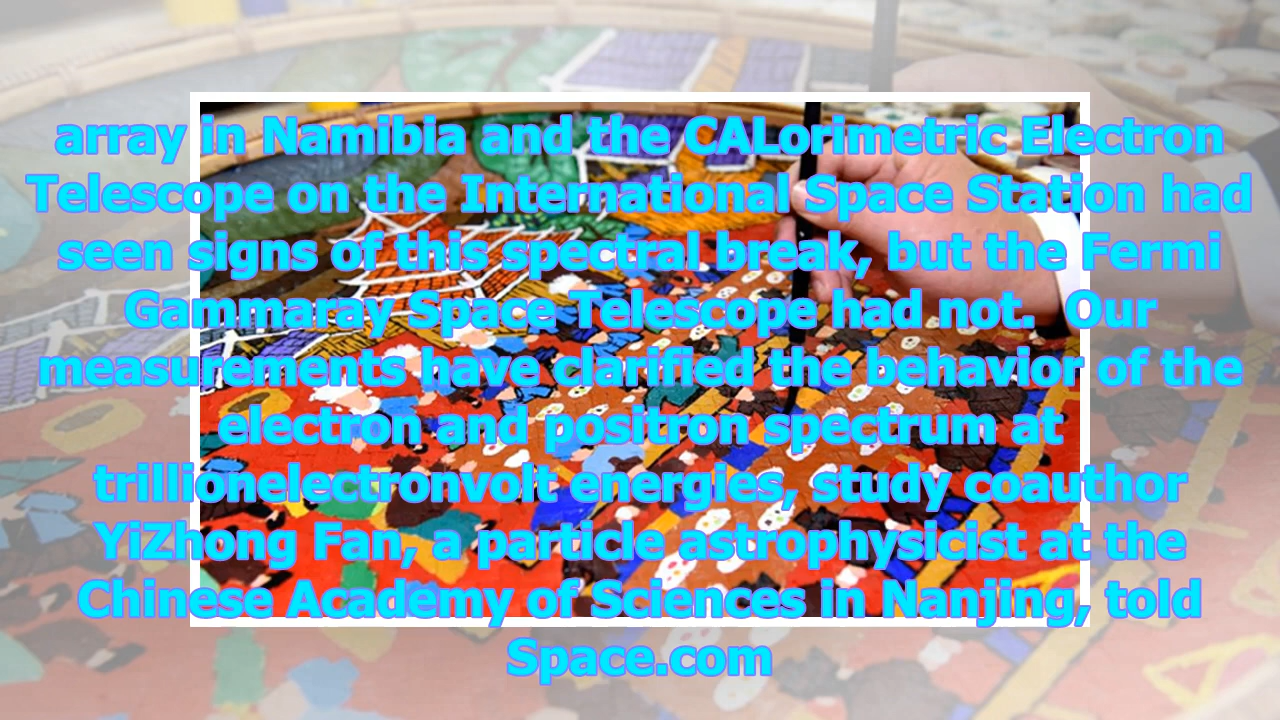 array in Namibia and the CALorimetric Electron
Telescope on the International Space Station had
seen signs of this spectral break, but the Fermi
Gammaray Space Telescope had not.  Our
measurements have clarified the behavior of the
electron and positron spectrum at
trillionelectronvolt energies, study coauthor
YiZhong Fan, a particle astrophysicist at the
Chinese Academy of Sciences in Nanjing, told
Space.com